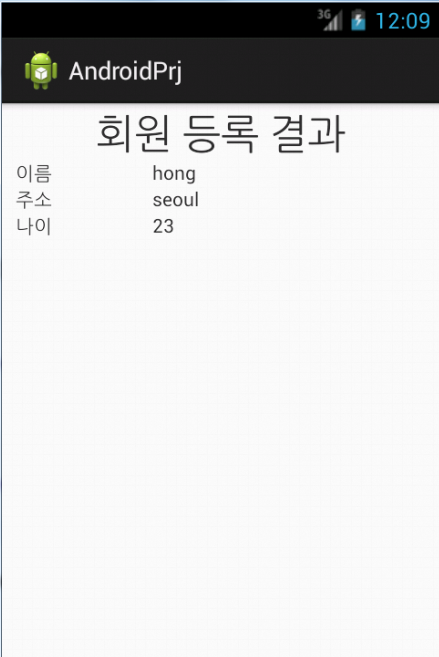 3G 12:09
AndroidPrj
회원 등록 결과
이름 hong
주소 seoul
나이 23